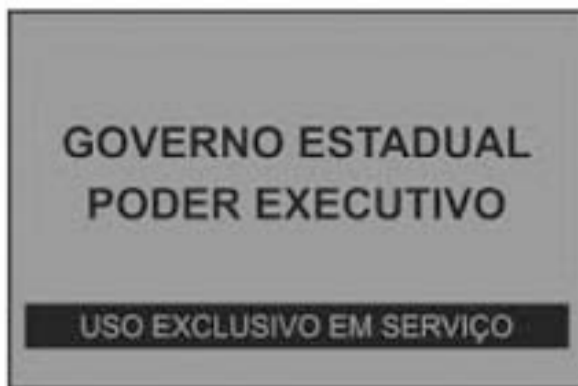 GOVERNO ESTADUAL
PODER EXECUTIVO
USO EXCLUSIVO EM SERVIÇO